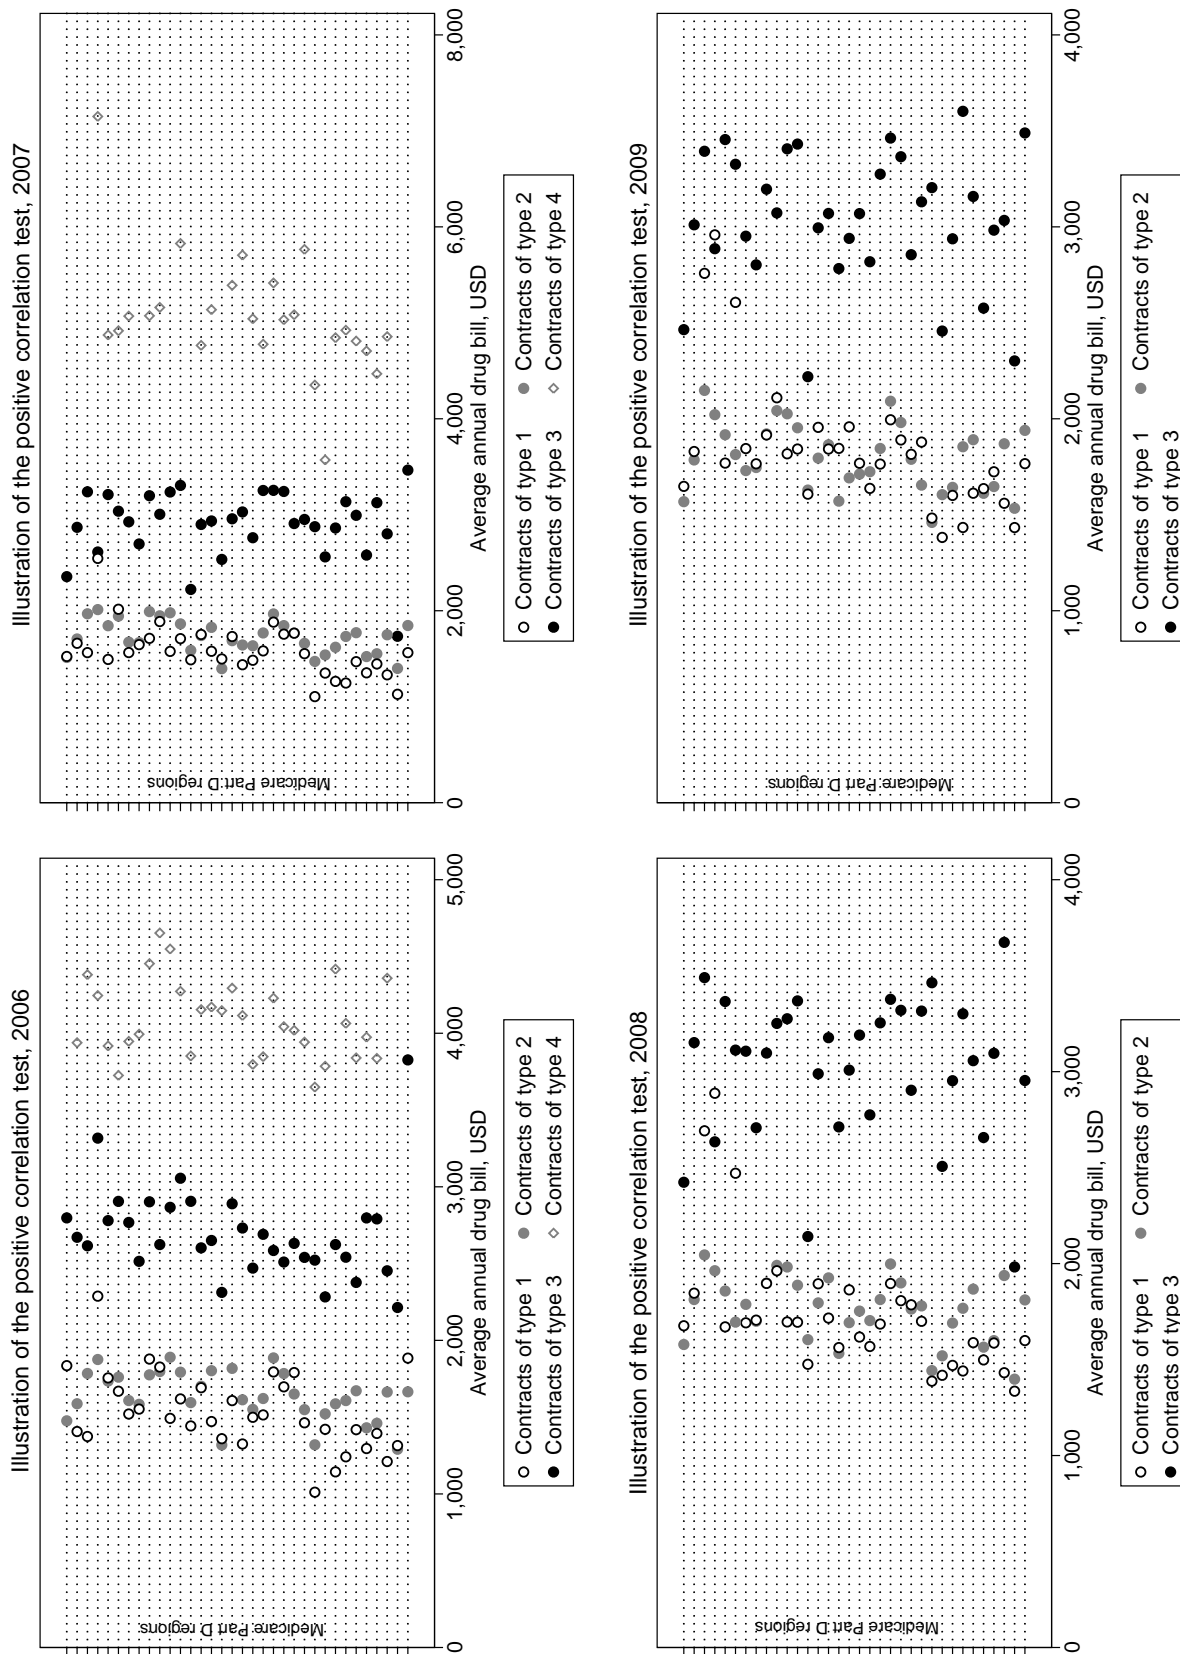 Illustration of the positive correlation test, 2006
Medicare Part D regions
0 1,000 2,000 3,000 4,000 5,000
Average annual drug bill, USD
Contracts of type 1 Contracts of type 2
Contracts of type 3 Contracts of type 4
Illustration of the positive correlation test, 2007
Medicare Part D regions
0 2,000 4,000 6,000 8,000
Average annual drug bill, USD
Contracts of type 1 Contracts of type 2
Contracts of type 3 Contracts of type 4
Illustration of the positive correlation test, 2008
Medicare Part D regions
0 1,000 2,000 3,000 4,000
Average annual drug bill, USD
Contracts of type 1 Contracts of type 2
Contracts of type 3
Illustration of the positive correlation test, 2009
Medicare Part D regions
0 1,000 2,000 3,000 4,000
Average annual drug bill, USD
Contracts of type 1 Contracts of type 2
Contracts of type 3